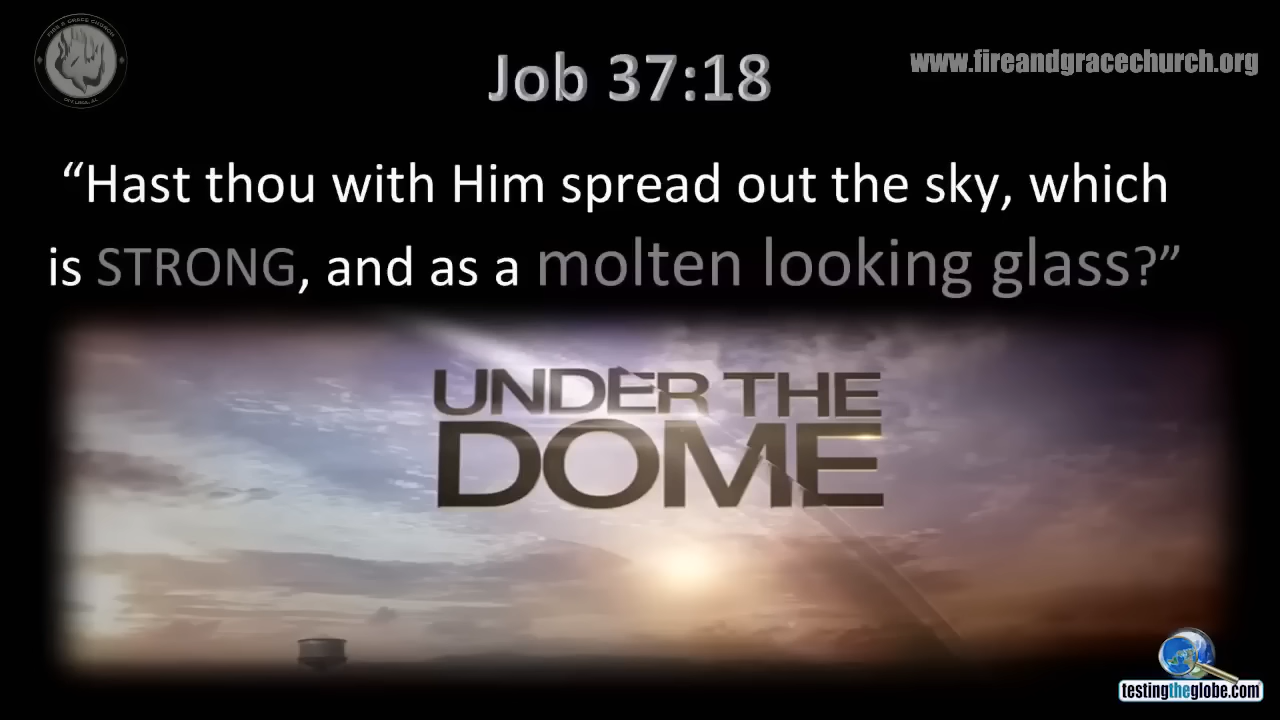 Job 37:18
www.fireandgracechurch.org
“Hast thou with Him spread out the sky, which
is STRONG, and as a molten looking glass?”
UNDER THE
DOME
testingtheglobe.com